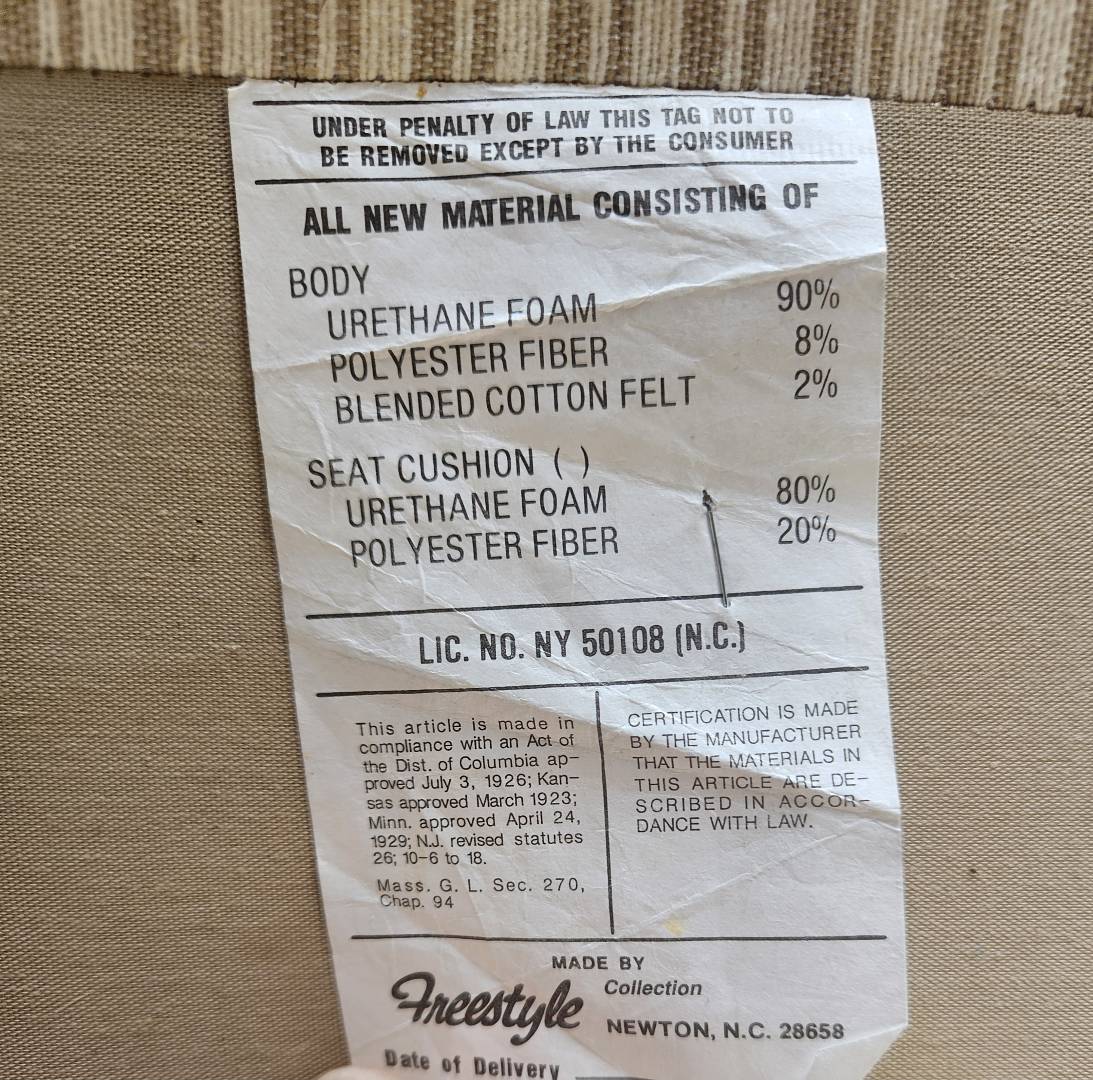 UNDER PENALTY OF LAW THIS TAG NOT TO
BE REMOVED EXCEPT BY THE CONSUMER
ALL NEW MATERIAL CONSISTING OF
BODY
URETHANE FOAM 90%
POLYESTER FIBER 8%
BLENDED COTTON FELT 2%
SEAT CUSHION ( )
URETHANE FOAM 80%
POLYESTER FIBER 20%
LIC. NO. NY 50108 (N.C.)
This article is made in
compliance with an Act of
the Dist. of Columbia ap-
proved July 3, 1926; Kan-
sas approved March 1923;
Minn. approved April 24,
1929; N.J. revised statutes
26; 10-6 to 18.
Mass. G. L. Sec. 270,
Chap. 94
CERTIFICATION IS MADE
BY THE MANUFACTURER
THAT THE MATERIALS IN
THIS ARTICLE ARE DE-
SCRIBED IN ACCOR-
DANCE WITH LAW.
MADE BY
Freestyle Collection
NEWTON, N.C. 28658
Date of Delivery